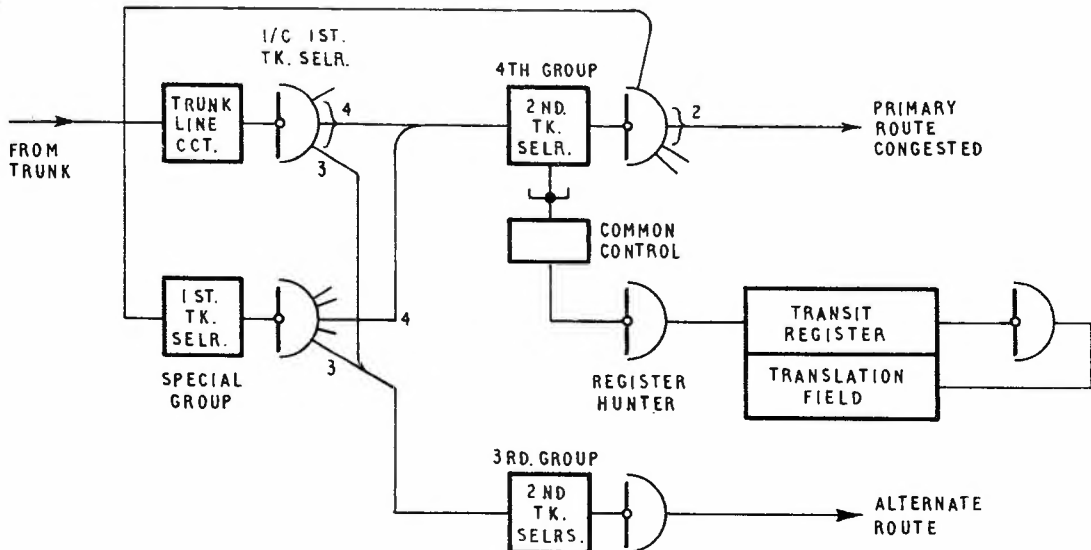 I/C 1ST.
TK. SELR.
FROM
TRUNK
TRUNK
LINE
CCT.
4
3
4TH GROUP
2ND.
TK.
SELR.
2
PRIMARY
ROUTE
CONGESTED
COMMON
CONTROL
1ST.
TK.
SELR.
SPECIAL
GROUP
4
3
REGISTER
HUNTER
TRANSIT
REGISTER
TRANSLATION
FIELD
3RD. GROUP
2ND
TK.
SELRS.
ALTERNATE
ROUTE